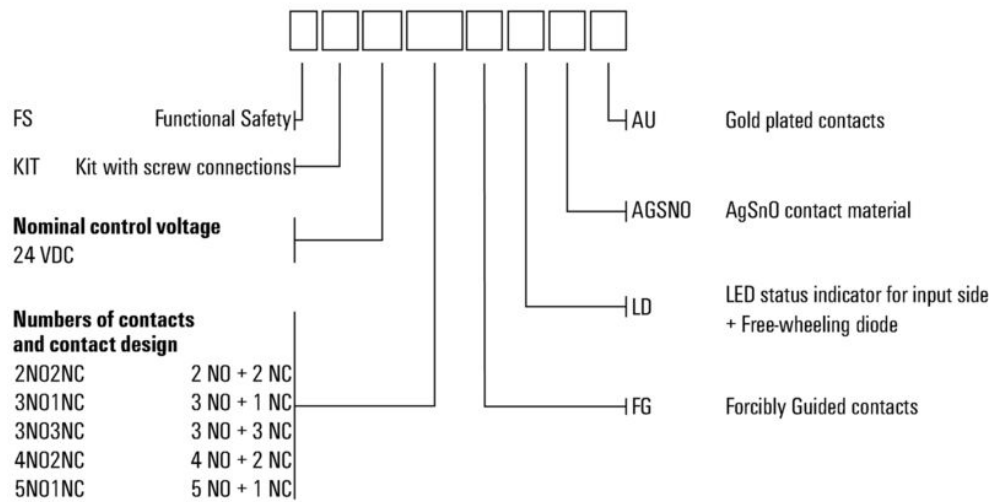 FS Functional Safety
KIT Kit with screw connections
Nominal control voltage
24 VDC
Numbers of contacts
and contact design
2NO2NC 2 NO + 2 NC
3NO1NC 3 NO + 1 NC
3NO3NC 3 NO + 3 NC
4NO2NC 4 NO + 2 NC
5NO1NC 5 NO + 1 NC
AU Gold plated contacts
AGSNO AgSnO contact material
LD LED status indicator for input side
+ Free-wheeling diode
FG Forcibly Guided contacts